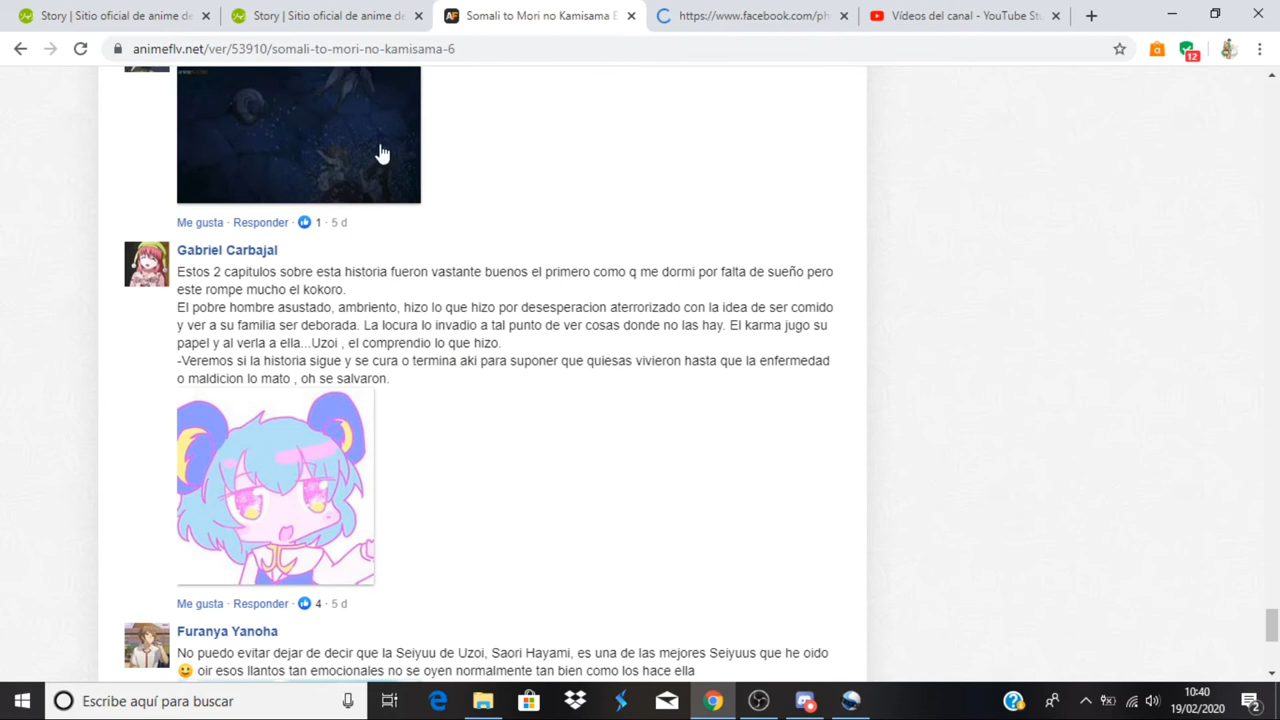 Story | Sitio oficial de anime de
Story | Sitio oficial de anime de
Somali to Mori no Kamisama E
https://www.facebook.com/ph
Vídeos del canal - YouTube Stu
animeflv.net/ver/53910/somali-to-mori-no-kamisama-6
12
Me gusta · Responder · 1 · 5 d
Gabriel Carbajal
Estos 2 capitulos sobre esta historia fueron vastante buenos el primero como q me dormi por falta de sueño pero
este rompe mucho el kokoro.
El pobre hombre asustado, ambriento, hizo lo que hizo por desesperacion aterrorizado con la idea de ser comido
y ver a su familia ser deborada. La locura lo invadio a tal punto de ver cosas donde no las hay. El karma jugo su
papel y al verla a ella...Uzoi , el comprendio lo que hizo.
-Veremos si la historia sigue y se cura o termina aki para suponer que quiesas vivieron hasta que la enfermedad
o maldicion lo mato , oh se salvaron.
Me gusta · Responder · 4 · 5 d
Furanya Yanoha
No puedo evitar dejar de decir que la Seiyuu de Uzoi, Saori Hayami, es una de las mejores Seiyuus que he oido
oir esos llantos tan emocionales no se oyen normalmente tan bien como los hace ella
Escribe aquí para buscar
10:40
19/02/2020
2